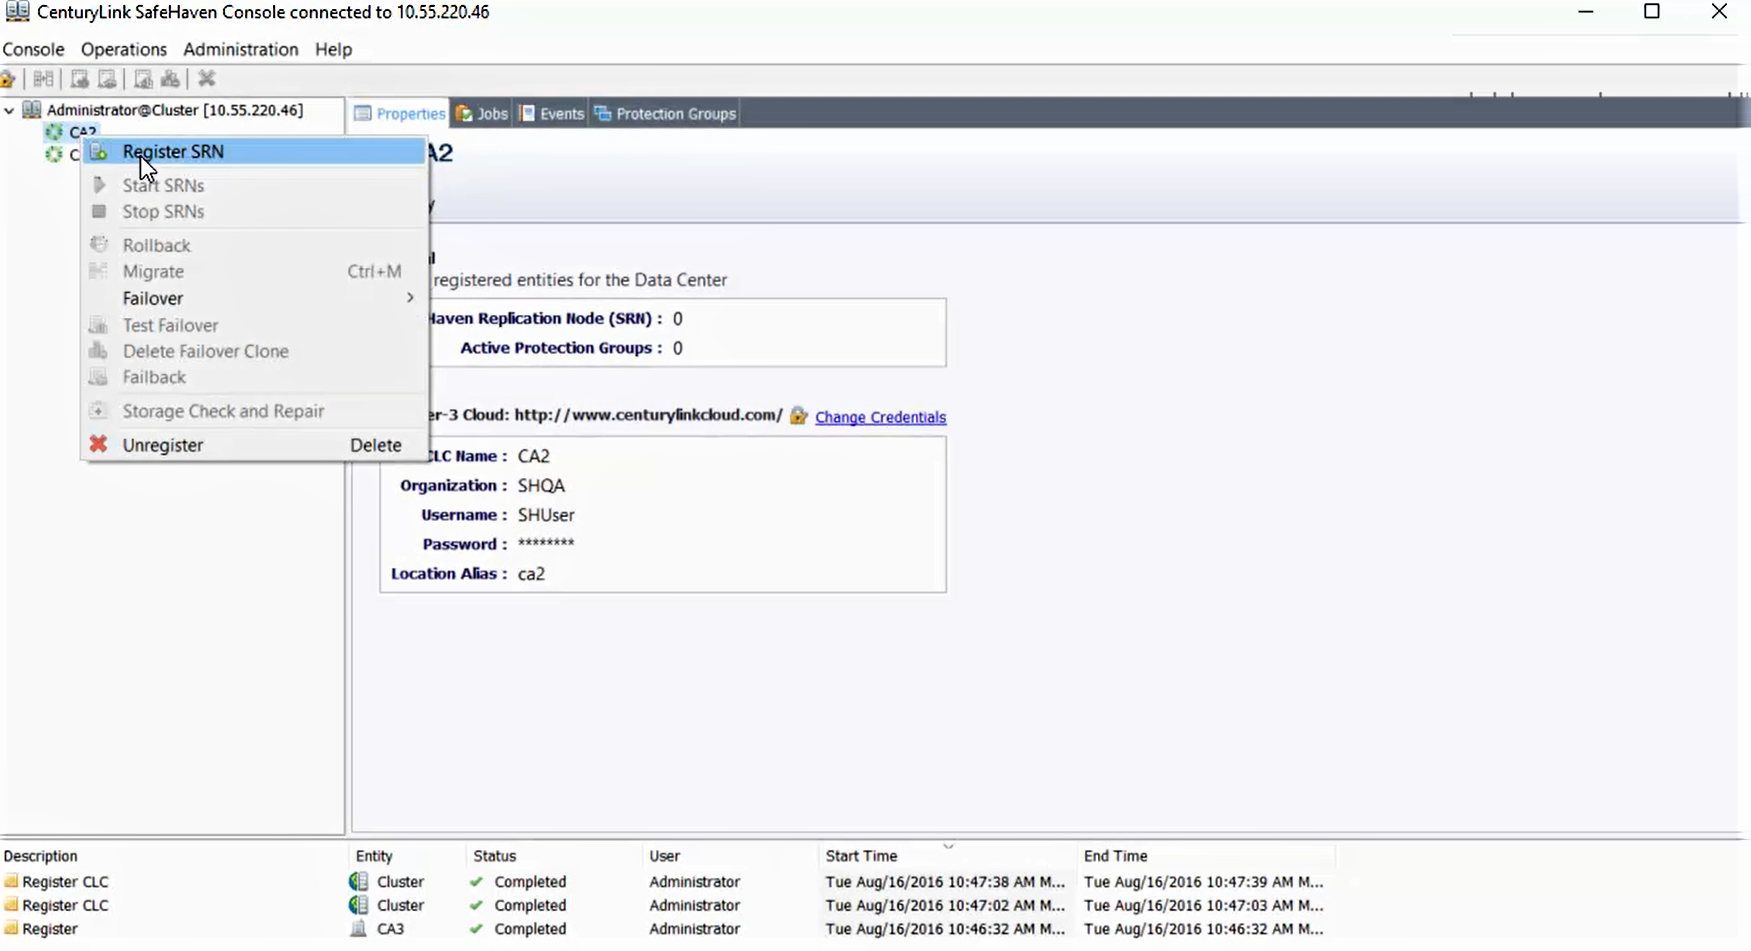 CenturyLink SafeHaven Console connected to 10.55.220.46
Console Operations Administration Help
Administrator@Cluster [10.55.220.46]
CA2
C
Properties Jobs Events Protection Groups
A2
Register SRN
Start SRNs
Stop SRNs
Rollback
Migrate Ctrl+M
Failover
Test Failover
Delete Failover Clone
Failback
Storage Check and Repair
Unregister Delete
y
l
registered entities for the Data Center
Haven Replication Node (SRN) : 0
Active Protection Groups : 0
er-3 Cloud: http://www.centurylinkcloud.com/ Change Credentials
CLC Name : CA2
Organization : SHQA
Username : SHUser
Password : ********
Location Alias : ca2
Description Entity Status User Start Time End Time
Register CLC Cluster Completed Administrator Tue Aug/16/2016 10:47:38 AM M... Tue Aug/16/2016 10:47:39 AM M...
Register CLC Cluster Completed Administrator Tue Aug/16/2016 10:47:02 AM M... Tue Aug/16/2016 10:47:03 AM M...
Register CA3 Completed Administrator Tue Aug/16/2016 10:46:32 AM M... Tue Aug/16/2016 10:46:32 AM M...